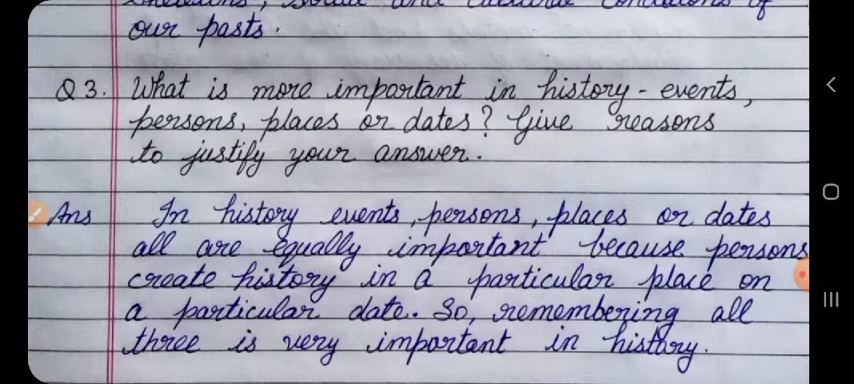 our pasts.
Q3. What is more important in history - events,
persons, places or dates? Give reasons
to justify your answer.
Ans In history events, persons, places or dates
all are equally important because persons
create history in a particular place on
a particular date. So, remembering all
three is very important in history.